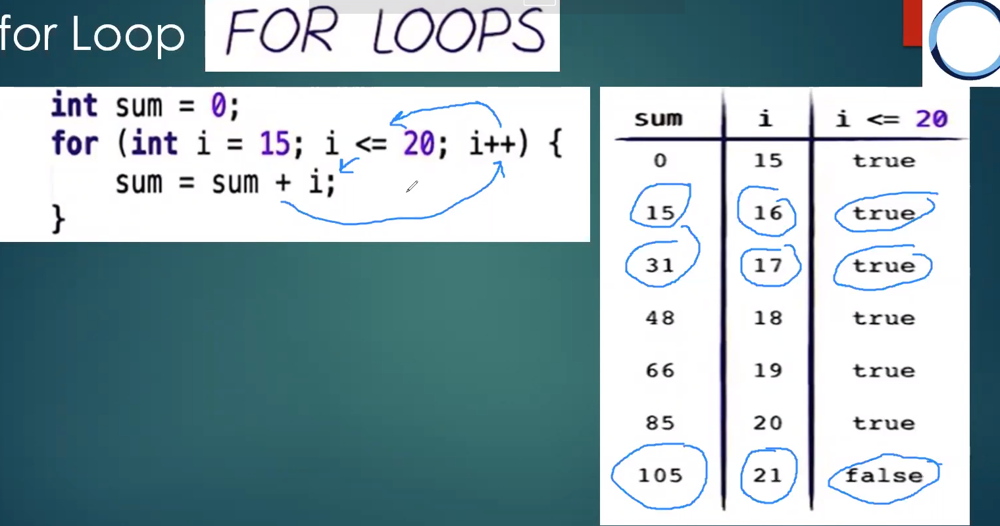 for Loop
FOR LOOPS
int sum = 0;
for (int i = 15; i <= 20; i++) {
sum = sum + i;
}
sum i i <= 20
0 15 true
15 16 true
31 17 true
48 18 true
66 19 true
85 20 true
105 21 false